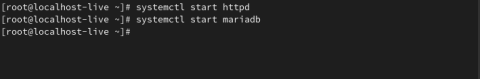 [root@localhost-live ~]# systemctl start httpd
[root@localhost-live ~]# systemctl start mariadb
[root@localhost-live ~]#